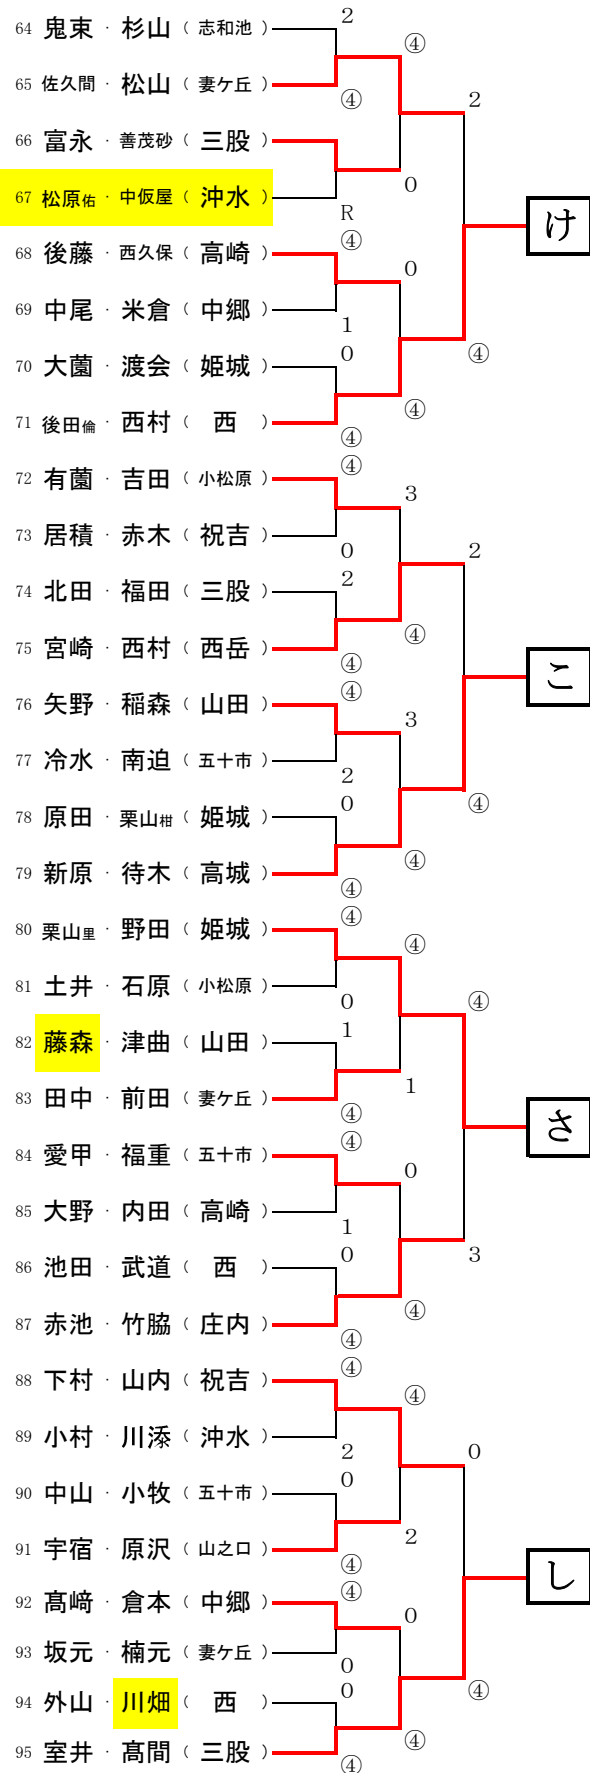 64 鬼束 · 杉山 ( 志和池 ) 2
④
65 佐久間 · 松山 ( 妻ケ丘 ) ④
2
66 富永 · 善茂砂 ( 三股 )
0
67 松原佑 · 中仮屋 ( 沖水 ) R
け
68 後藤 · 西久保 ( 高崎 ) ④
0
69 中尾 · 米倉 ( 中郷 ) 1
④
70 大薗 · 渡会 ( 姫城 ) 0
④
71 後田倫 · 西村 ( 西 ) ④
72 有薗 · 吉田 ( 小松原 ) ④
3
73 居積 · 赤木 ( 祝吉 ) 0
2
74 北田 · 福田 ( 三股 ) 2
④
75 宮崎 · 西村 ( 西岳 ) ④
こ
76 矢野 · 稲森 ( 山田 ) ④
3
77 冷水 · 南迫 ( 五十市 ) 2
④
78 原田 · 栗山柑 ( 姫城 ) 0
④
79 新原 · 待木 ( 高城 ) ④
80 栗山里 · 野田 ( 姫城 ) ④
④
81 土井 · 石原 ( 小松原 ) 0
④
82 藤森 · 津曲 ( 山田 ) 1
1
83 田中 · 前田 ( 妻ケ丘 ) ④
さ
84 愛甲 · 福重 ( 五十市 ) ④
0
85 大野 · 内田 ( 高崎 ) 1
3
86 池田 · 武道 ( 西 ) 0
④
87 赤池 · 竹脇 ( 庄内 ) ④
88 下村 · 山内 ( 祝吉 ) ④
④
89 小村 · 川添 ( 沖水 ) 2
0
90 中山 · 小牧 ( 五十市 ) 0
2
91 宇宿 · 原沢 ( 山之口 ) ④
し
92 髙﨑 · 倉本 ( 中郷 ) ④
0
93 坂元 · 楠元 ( 妻ケ丘 ) 0
④
94 外山 · 川畑 ( 西 ) 0
④
95 室井 · 髙間 ( 三股 ) ④